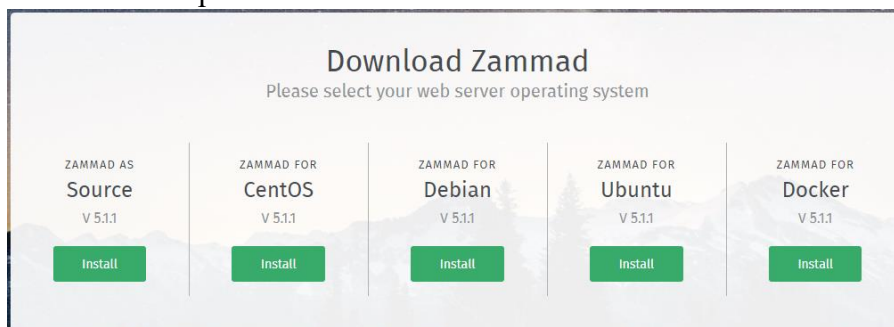 Download Zammad
Please select your web server operating system
ZAMMAD AS
Source
V 5.1.1
Install
ZAMMAD FOR
CentOS
V 5.1.1
Install
ZAMMAD FOR
Debian
V 5.1.1
Install
ZAMMAD FOR
Ubuntu
V 5.1.1
Install
ZAMMAD FOR
Docker
V 5.1.1
Install